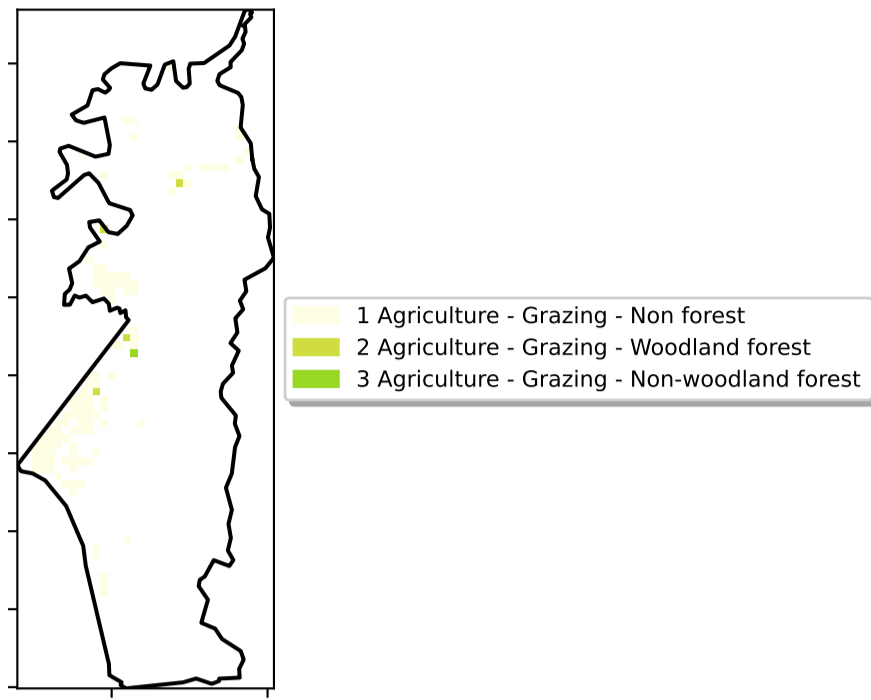 1 Agriculture - Grazing - Non forest
2 Agriculture - Grazing - Woodland forest
3 Agriculture - Grazing - Non-woodland forest